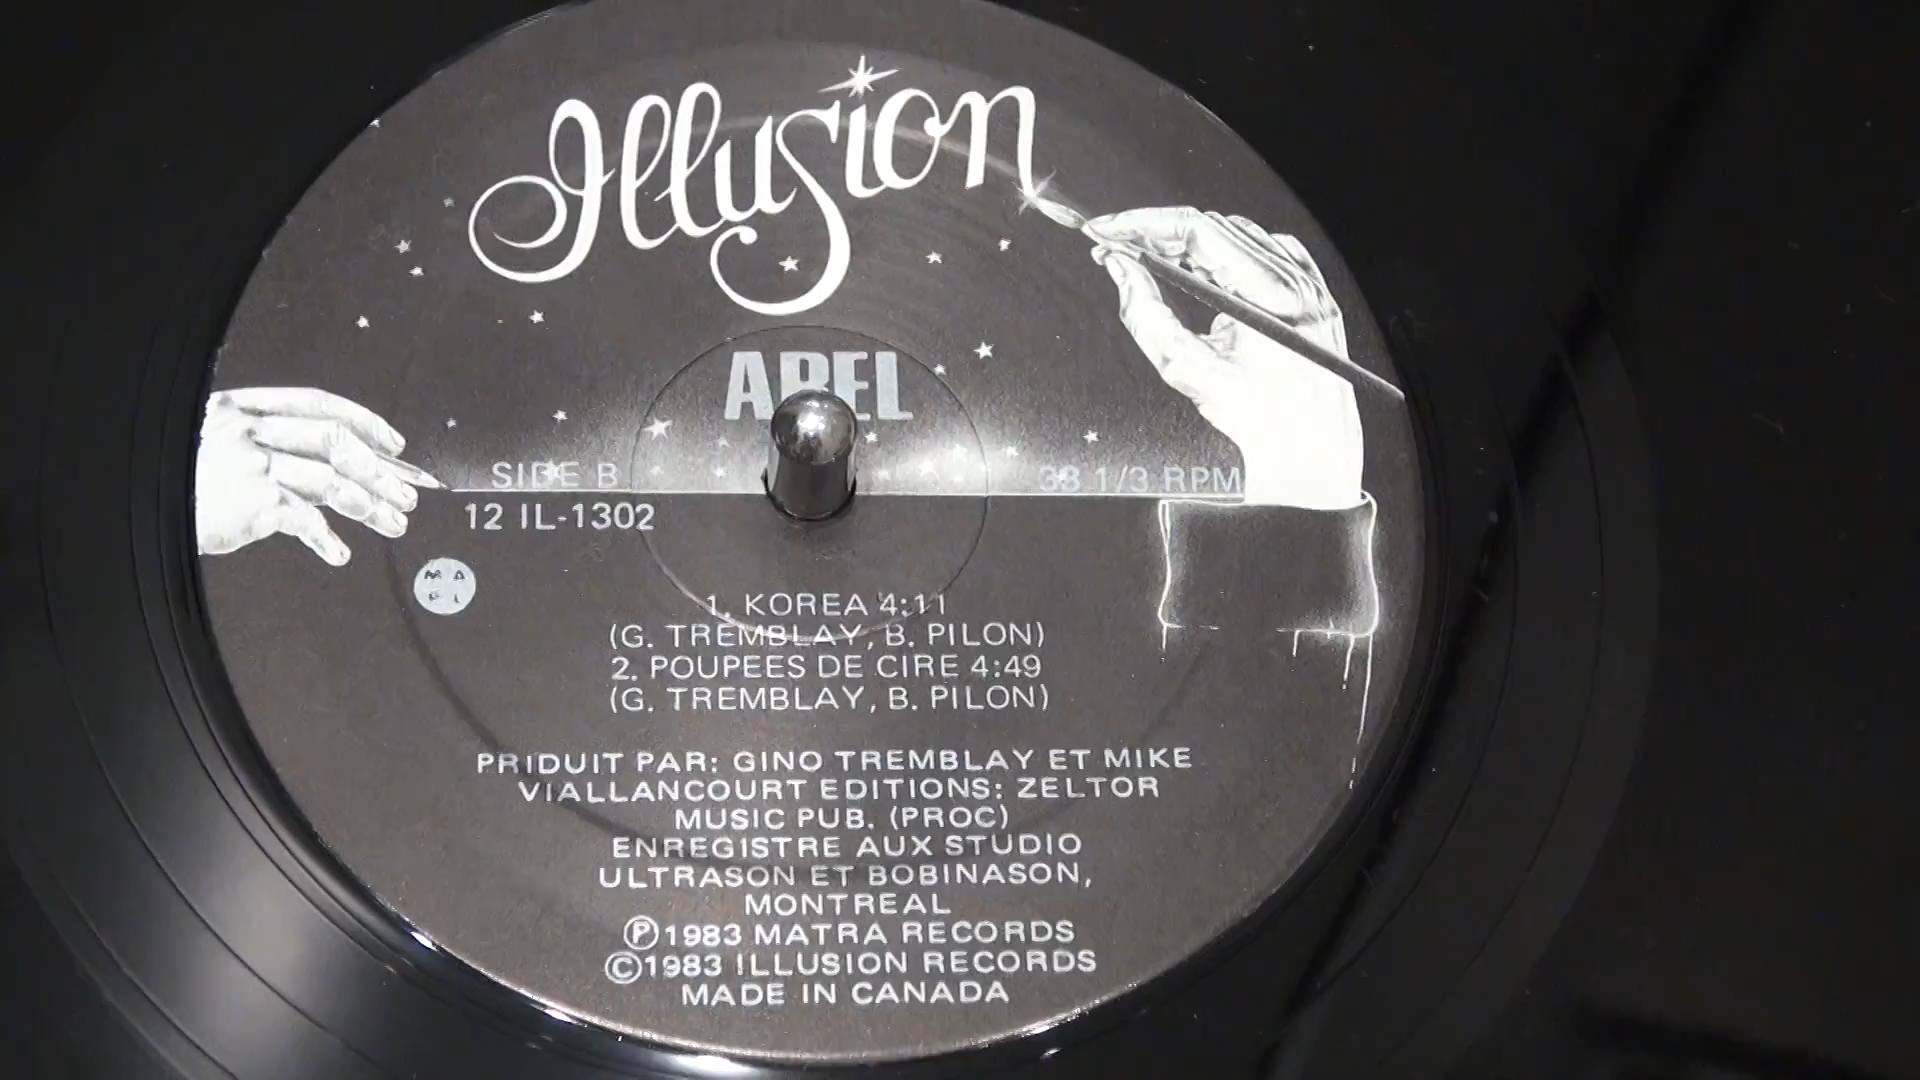 Illusion
ABEL
SIDE B
33 1/3 RPM
12 IL-1302
1. KOREA 4:11
(G. TREMBLAY, B. PILON)
2. POUPEES DE CIRE 4:49
(G. TREMBLAY, B. PILON)
PRIDUIT PAR: GINO TREMBLAY ET MIKE
VIALLANCOURT EDITIONS: ZELTOR
MUSIC PUB. (PROC)
ENREGISTRE AUX STUDIO
ULTRASON ET BOBINASON,
MONTREAL
Ⓟ1983 MATRA RECORDS
©1983 ILLUSION RECORDS
MADE IN CANADA